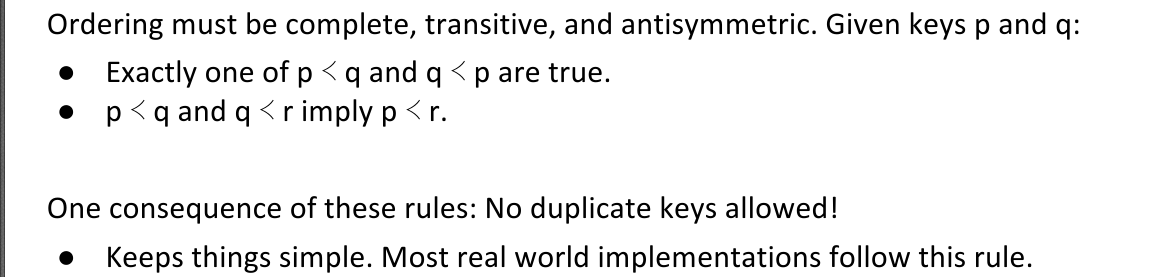 Ordering must be complete, transitive, and antisymmetric. Given keys p and q:
● Exactly one of p ≺ q and q ≺ p are true.
● p ≺ q and q ≺ r imply p ≺ r.
One consequence of these rules: No duplicate keys allowed!
● Keeps things simple. Most real world implementations follow this rule.